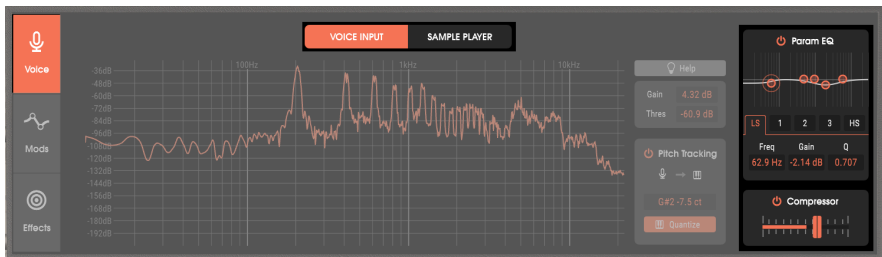 VOICE INPUT SAMPLE PLAYER
Voice
Mods
Effects
100Hz 1kHz 10kHz
-36dB
-48dB
-60dB
-72dB
-84dB
-96dB
-108dB
-120dB
-132dB
-144dB
-156dB
-168dB
-180dB
-192dB
Help
Gain 4.32 dB
Thres -60.9 dB
Pitch Tracking
G#2 -7.5 ct
Quantize
Param EQ
LS 1 2 3 HS
Freq Gain Q
62.9 Hz -2.14 dB 0.707
Compressor